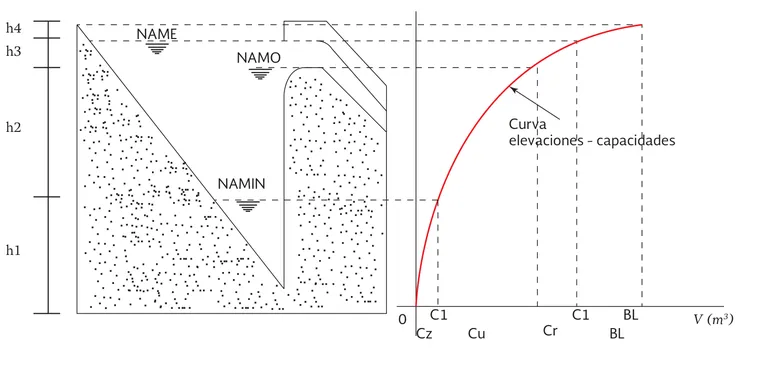 h4
h3
h2
h1
NAME
NAMO
NAMIN
Curva
elevaciones - capacidades
0
C1
C1
BL
V (m³)
Cz
Cu
Cr
BL